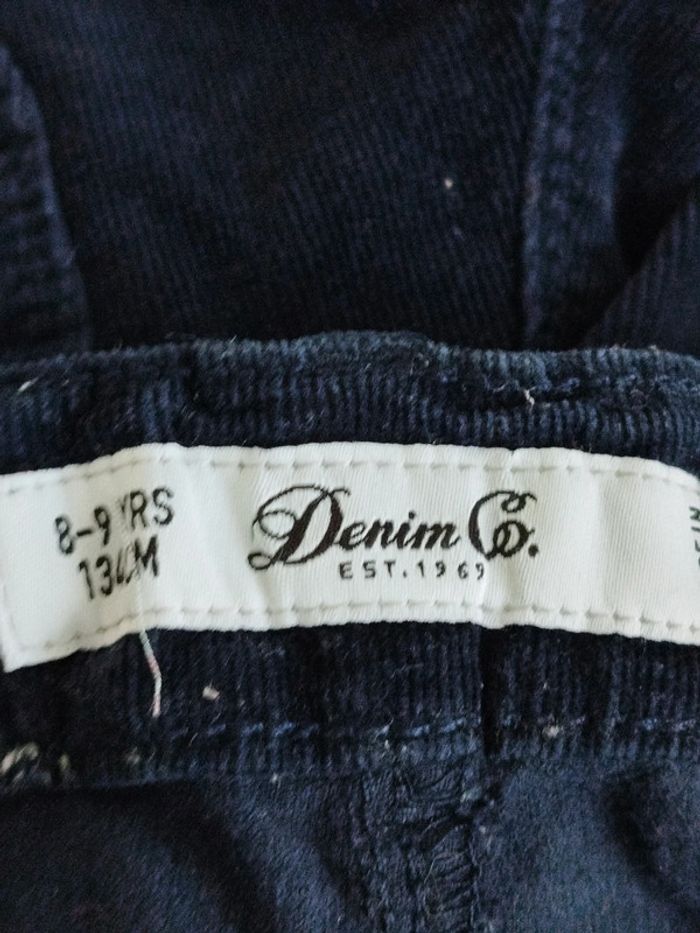 8-9 YRS
134CM
Denim Co.
EST. 1969